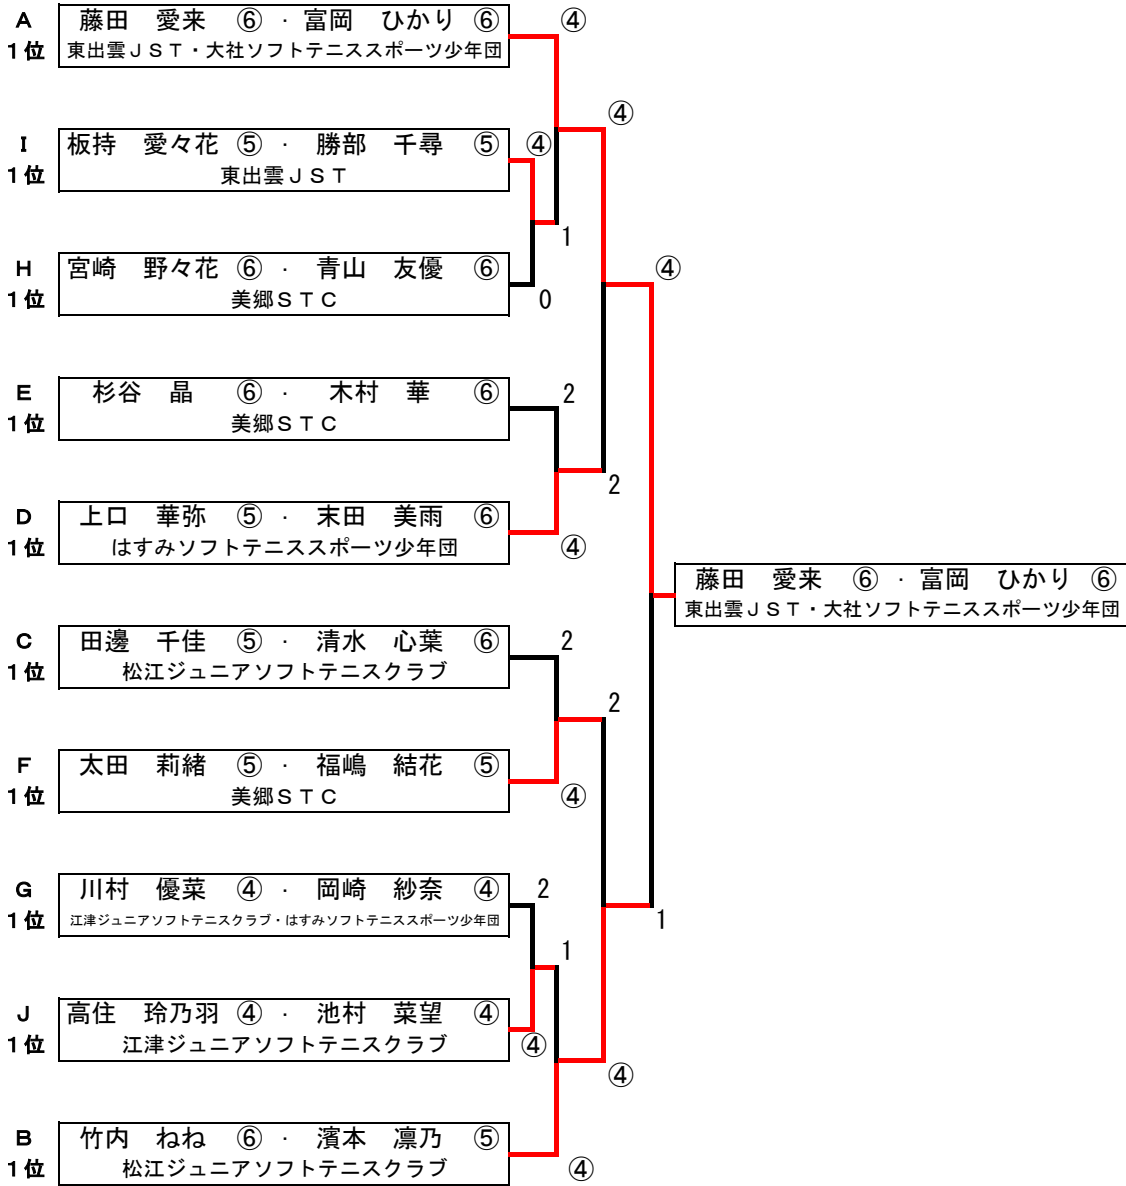 A 藤田　愛来　⑥ ・ 富岡　ひかり ⑥ ④
1位 東出雲ＪＳＴ・大社ソフトテニススポーツ少年団
④
I 板持　愛々花 ⑤ ・ 勝部　千尋　⑤ ④
1位 東出雲ＪＳＴ
1
H 宮崎　野々花 ⑥ ・ 青山　友優　⑥ ④
1位 美郷ＳＴＣ 0
E 杉谷　晶　⑥ ・ 木村　華　⑥ 2
1位 美郷ＳＴＣ
2
D 上口　華弥　⑤ ・ 末田　美雨　⑥
1位 はすみソフトテニススポーツ少年団 ④
藤田　愛来　⑥ ・ 富岡　ひかり ⑥
東出雲ＪＳＴ・大社ソフトテニススポーツ少年団
C 田邊　千佳　⑤ ・ 清水　心葉　⑥ 2
1位 松江ジュニアソフトテニスクラブ
2
F 太田　莉緒　⑤ ・ 福嶋　結花　⑤
1位 美郷ＳＴＣ ④
G 川村　優菜　④ ・ 岡崎　紗奈　④ 2
1位 江津ジュニアソフトテニスクラブ・はすみソフトテニススポーツ少年団 1
1
J 高住　玲乃羽 ④ ・ 池村　菜望　④
1位 江津ジュニアソフトテニスクラブ ④
④
B 竹内　ねね　⑥ ・ 濱本　凛乃　⑤
1位 松江ジュニアソフトテニスクラブ ④